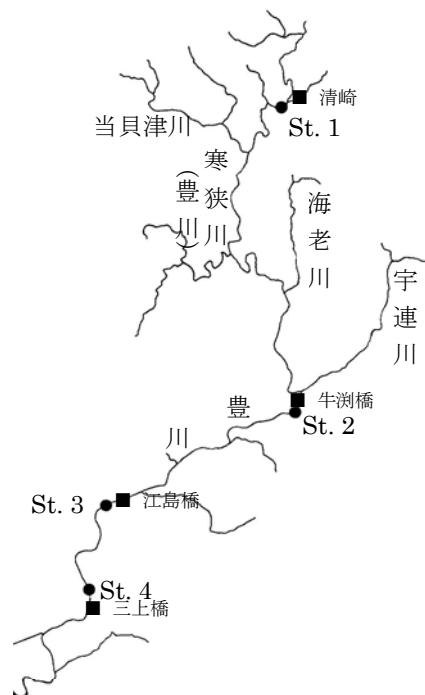 清崎
St. 1
当貝津川
寒狭川
(豊川)
海老川
宇連川
牛渕橋
St. 2
豊川
St. 3
江島橋
St. 4
三上橋